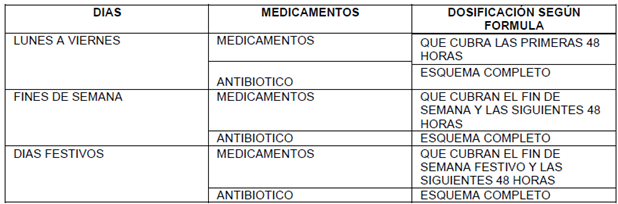 DIAS MEDICAMENTOS DOSIFICACIÓN SEGÚN
FORMULA
LUNES A VIERNES MEDICAMENTOS QUE CUBRA LAS PRIMERAS 48
HORAS
ANTIBIOTICO ESQUEMA COMPLETO
FINES DE SEMANA MEDICAMENTOS QUE CUBRAN EL FIN DE
SEMANA Y LAS SIGUIENTES 48
HORAS
ANTIBIOTICO ESQUEMA COMPLETO
DIAS FESTIVOS MEDICAMENTOS QUE CUBRAN EL FIN DE
SEMANA FESTIVO Y LAS
SIGUIENTES 48 HORAS
ANTIBIOTICO ESQUEMA COMPLETO